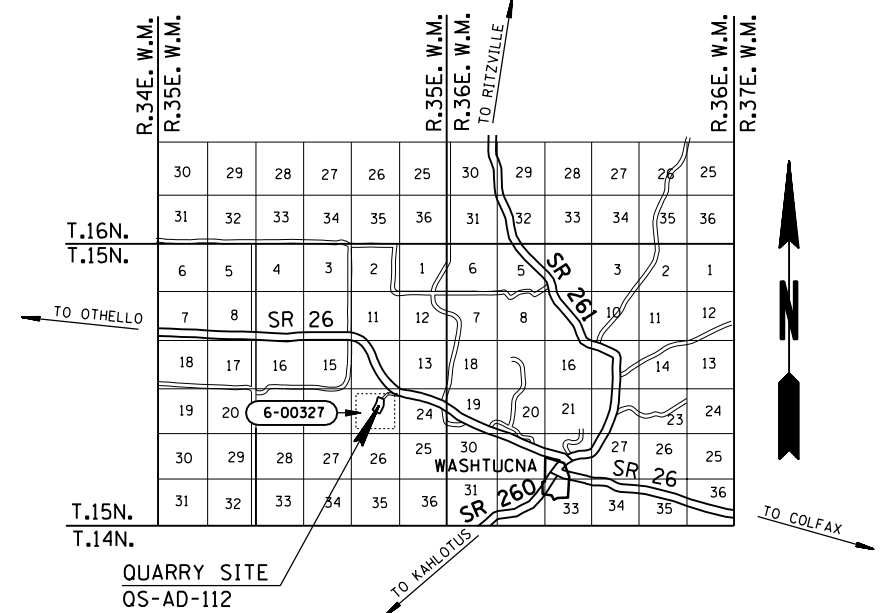 R.34E. W.M.
R.35E. W.M.
R.35E. W.M.
R.36E. W.M.
TO RITZVILLE
R.36E. W.M.
R.37E. W.M.
30 29 28 27 26 25 30 29 28 27 26 25
31 32 33 34 35 36 31 32 33 34 35 36
T.16N.
T.15N.
6 5 4 3 2 1 6 5 3 2 1
SR 261
TO OTHELLO
7 8 SR 26 11 12 7 8 10 11 12
N
18 17 16 15 13 18 16 14 13
19 20 6-00327 24 19 20 21 23 24
30 29 28 27 26 25 30 27 26 25
WASHTUCNA
SR 26
31 32 33 34 35 36 31 33 34 35 36
SR 260
T.15N.
T.14N.
TO COLFAX
TO KAHLOTUS
QUARRY SITE
QS-AD-112